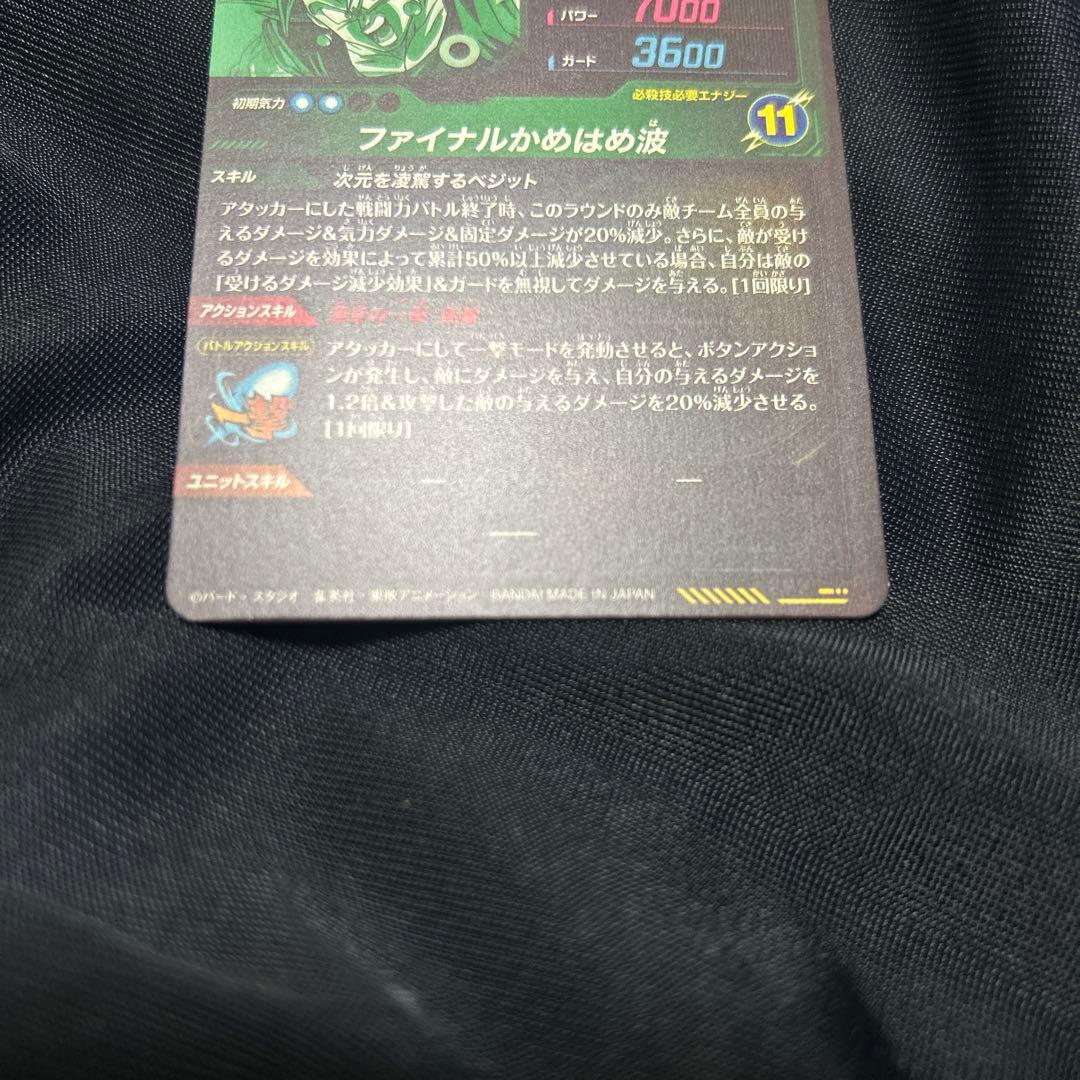 パワー 7000
ガード 3600
初期気力
必殺技必要エナジー 11
ファイナルかめはめ波
スキル 次元を凌駕するベジット
アタッカーにした戦闘力バトル終了時、このラウンドのみ敵チーム全員の与
えるダメージ&気力ダメージ&固定ダメージが20%減少。さらに、敵が受け
るダメージを効果によって累計50%以上減少させている場合、自分は敵の
「受けるダメージ減少効果」&ガードを無視してダメージを与える。[1回限り]
アクションスキル
バトルアクションスキル
アタッカーにして一撃モードを発動させると、ボタンアクショ
ンが発生し、敵にダメージを与え、自分の与えるダメージを
1.2倍&攻撃した敵の与えるダメージを20%減少させる。
[1回限り]
一撃
ユニットスキル
©バード・スタジオ 集英社・東映アニメーション BANDAI MADE IN JAPAN